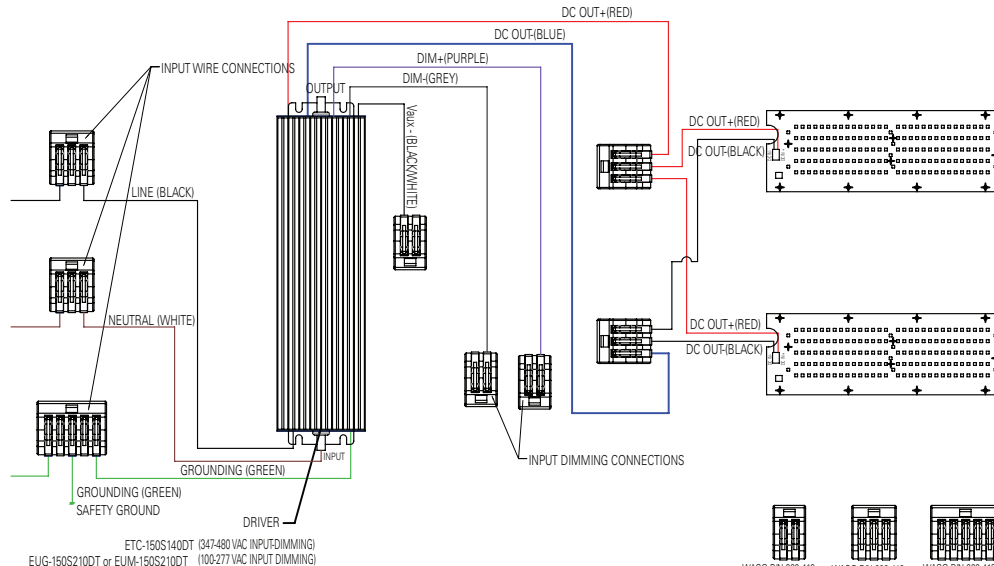 DC OUT+(RED)
DC OUT-(BLUE)
DIM+(PURPLE)
INPUT WIRE CONNECTIONS
DIM-(GREY)
OUTPUT
Vaux - (BLACK/WHITE)
DC OUT+(RED)
DC OUT-(BLACK)
LINE (BLACK)
NEUTRAL (WHITE)
DC OUT+(RED)
DC OUT-(BLACK)
INPUT
INPUT DIMMING CONNECTIONS
GROUNDING (GREEN)
GROUNDING (GREEN)
SAFETY GROUND
DRIVER
ETC-150S140DT (347-480 VAC INPUT-DIMMING)
EUG-150S210DT or EUM-150S210DT (100-277 VAC INPUT DIMMING)